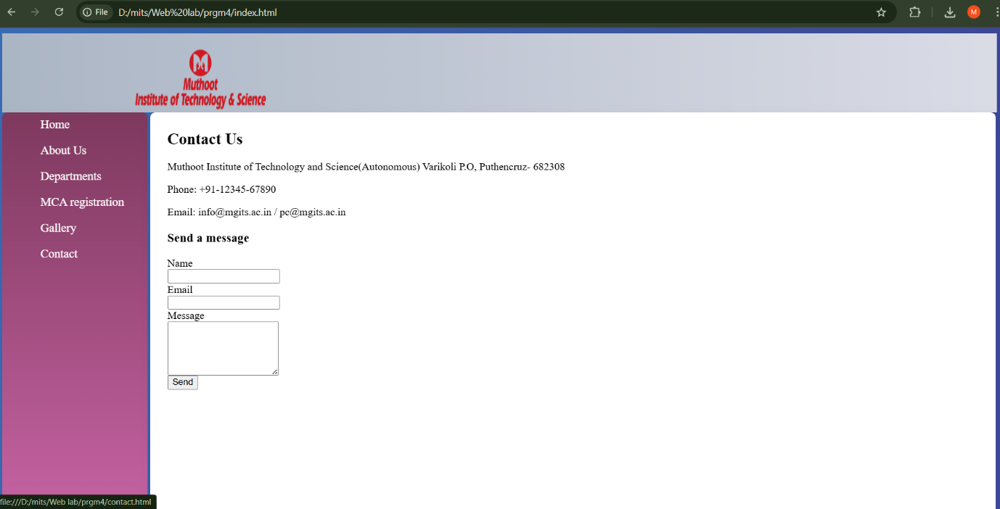 File
D:/mits/Web%20lab/prgm4/index.html
M
Muthoot
Institute of Technology & Science
Home
About Us
Departments
MCA registration
Gallery
Contact
Contact Us
Muthoot Institute of Technology and Science(Autonomous) Varikoli P.O, Puthencruz- 682308
Phone: +91-12345-67890
Email: info@mgits.ac.in / pc@mgits.ac.in
Send a message
Name
Email
Message
Send
file:///D:/mits/Web lab/prgm4/contact.html